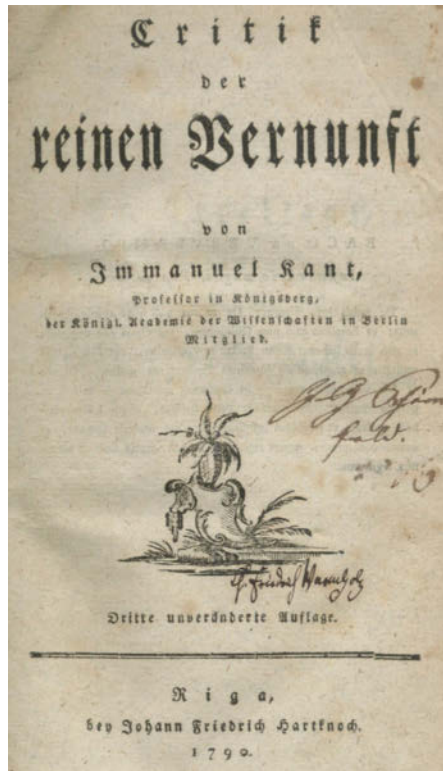 Critik
der
reinen Vernunft
von
Immanuel Kant,
Professor in Königsberg,
der Königl. Academie der Wissenschaften in Berlin
Mitglied.
Dritte unveränderte Auflage.
Riga,
bey Johann Friedrich Hartknoch.
1790.